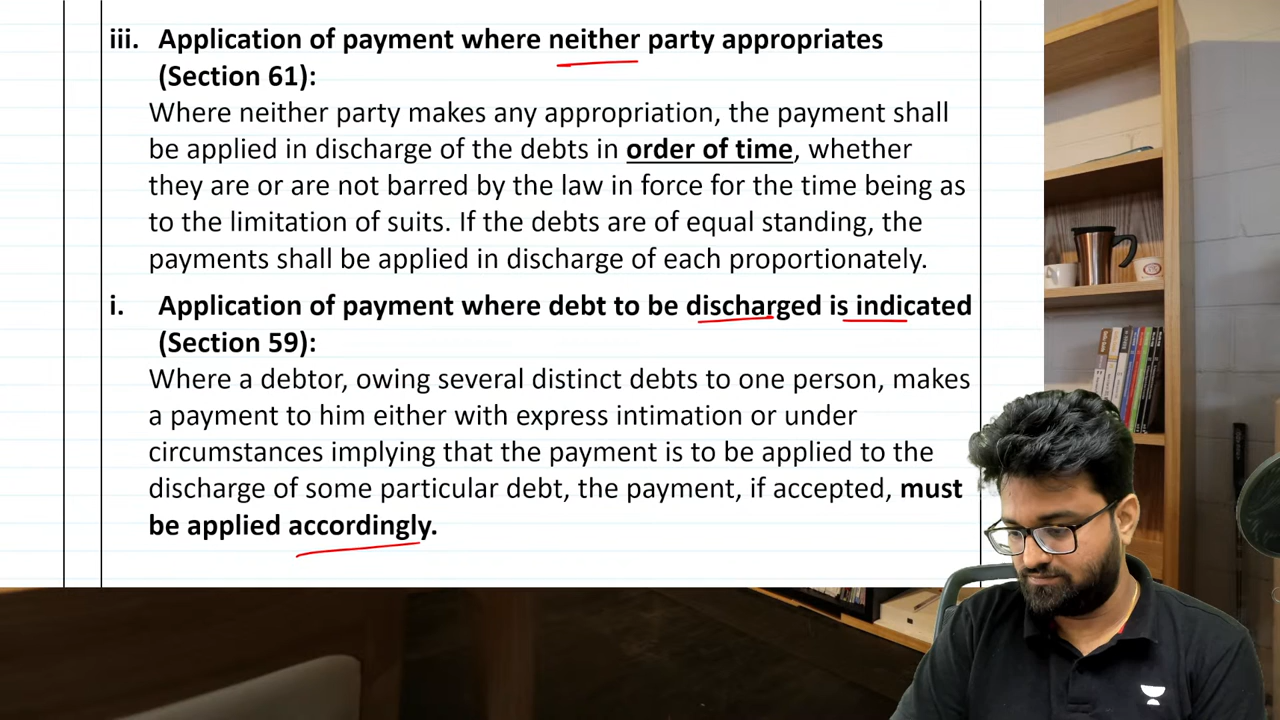 iii. Application of payment where neither party appropriates
(Section 61):
Where neither party makes any appropriation, the payment shall
be applied in discharge of the debts in order of time, whether
they are or are not barred by the law in force for the time being as
to the limitation of suits. If the debts are of equal standing, the
payments shall be applied in discharge of each proportionately.
i. Application of payment where debt to be discharged is indicated
(Section 59):
Where a debtor, owing several distinct debts to one person, makes
a payment to him either with express intimation or under
circumstances implying that the payment is to be applied to the
discharge of some particular debt, the payment, if accepted, must
be applied accordingly.